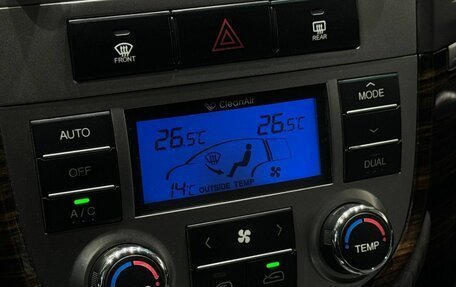 FRONT
REAR
CleanAir
AUTO
26.5°C
26.5°C
MODE
OFF
14°C OUTSIDE TEMP
DUAL
A/C
TEMP